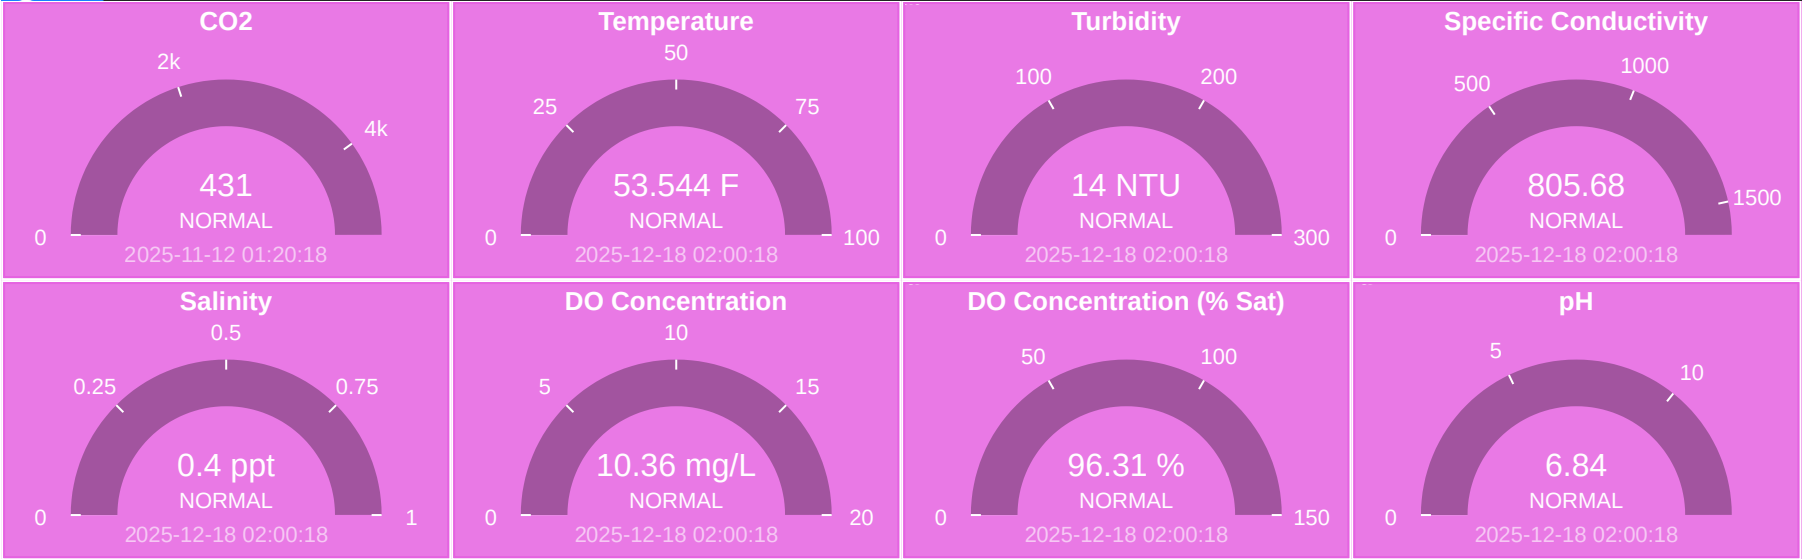 CO2
2k
4k
0
431
NORMAL
2025-11-12 01:20:18
Temperature
50
25
75
0
100
53.544 F
NORMAL
2025-12-18 02:00:18
Turbidity
100
200
0
300
14 NTU
NORMAL
2025-12-18 02:00:18
Specific Conductivity
500
1000
1500
0
805.68
NORMAL
2025-12-18 02:00:18
Salinity
0.5
0.25
0.75
0
1
0.4 ppt
NORMAL
2025-12-18 02:00:18
DO Concentration
10
5
15
0
20
10.36 mg/L
NORMAL
2025-12-18 02:00:18
DO Concentration (% Sat)
50
100
0
150
96.31 %
NORMAL
2025-12-18 02:00:18
pH
5
10
0
6.84
NORMAL
2025-12-18 02:00:18